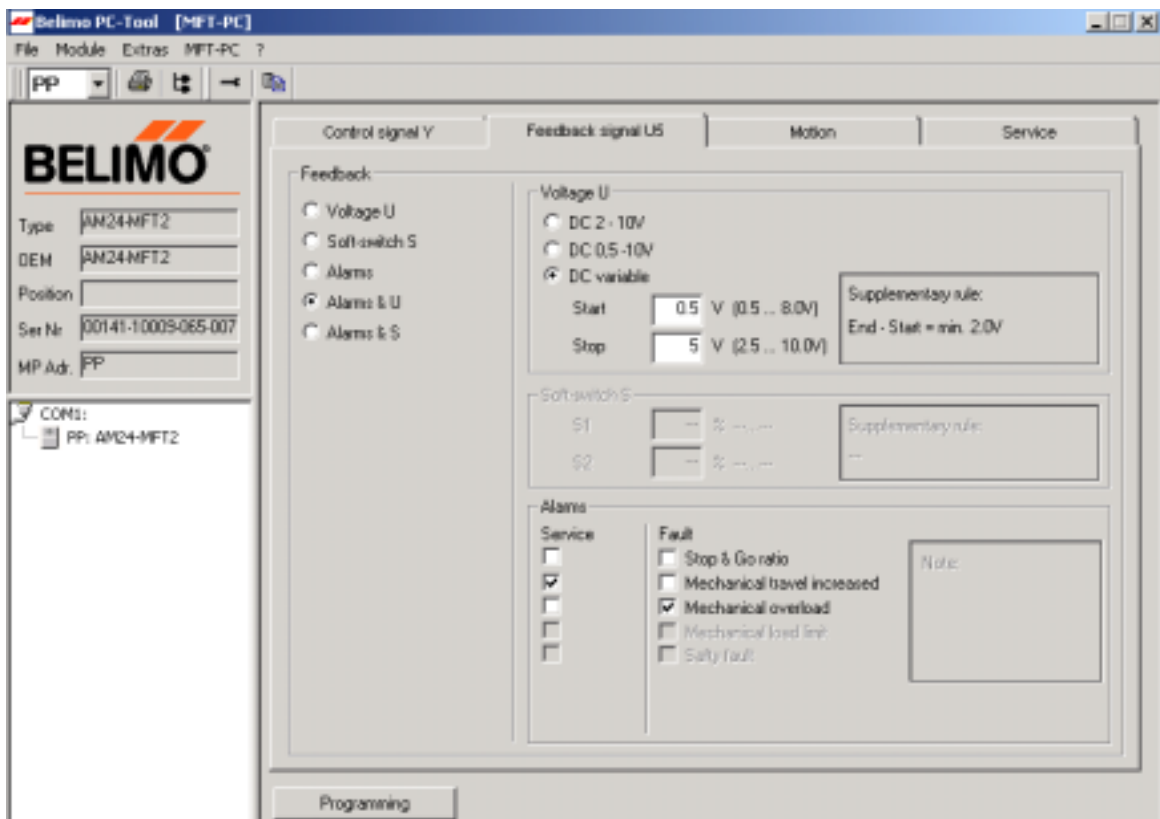 Belimo PC-Tool [MFT-PC]
File Module Extras MFT-PC ?
PP
BELIMO®
Type AM24-MFT2
OEM AM24-MFT2
Position
Ser Nr 00141-10009-065-007
MP Adr. PP
COM1:
PP: AM24-MFT2
Control signal Y Feedback signal U5 Motion Service
Feedback
Voltage U
Soft-switch S
Alarms
Alarms & U
Alarms & S
Voltage U
DC 2 - 10V
DC 0,5 -10V
DC variable
Start 0.5 V (0.5 ... 8.0V)
Stop 5 V (2.5 ... 10.0V)
Supplementary rule:
End - Start = min. 2.0V
Soft-switch S
S1 -- % -- ... --
S2 -- % -- ... --
Supplementary rule:
--
Alarms
Service Fault
Stop & Go ratio
Mechanical travel increased
Mechanical overload
Mechanical load limit
Safty fault
Note:
Programming